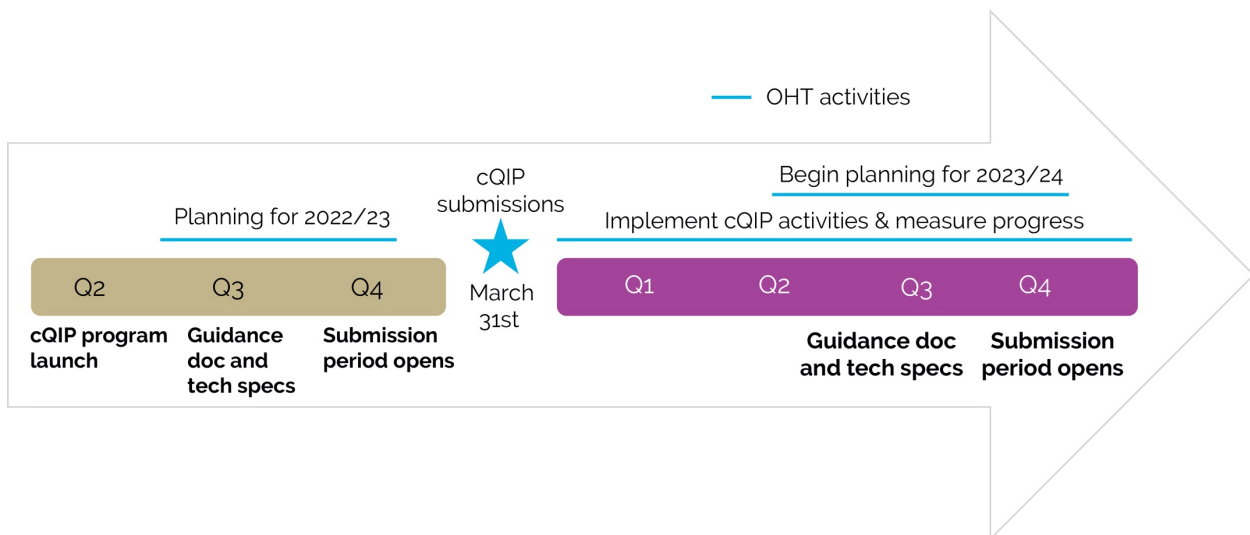 OHT activities
Begin planning for 2023/24
cQIP
submissions
Planning for 2022/23
Implement cQIP activities & measure progress
Q2
Q3
Q4
March
31st
Q1
Q2
Q3
Q4
cQIP program
launch
Guidance
doc and
tech specs
Submission
period opens
Guidance doc
and tech specs
Submission
period opens